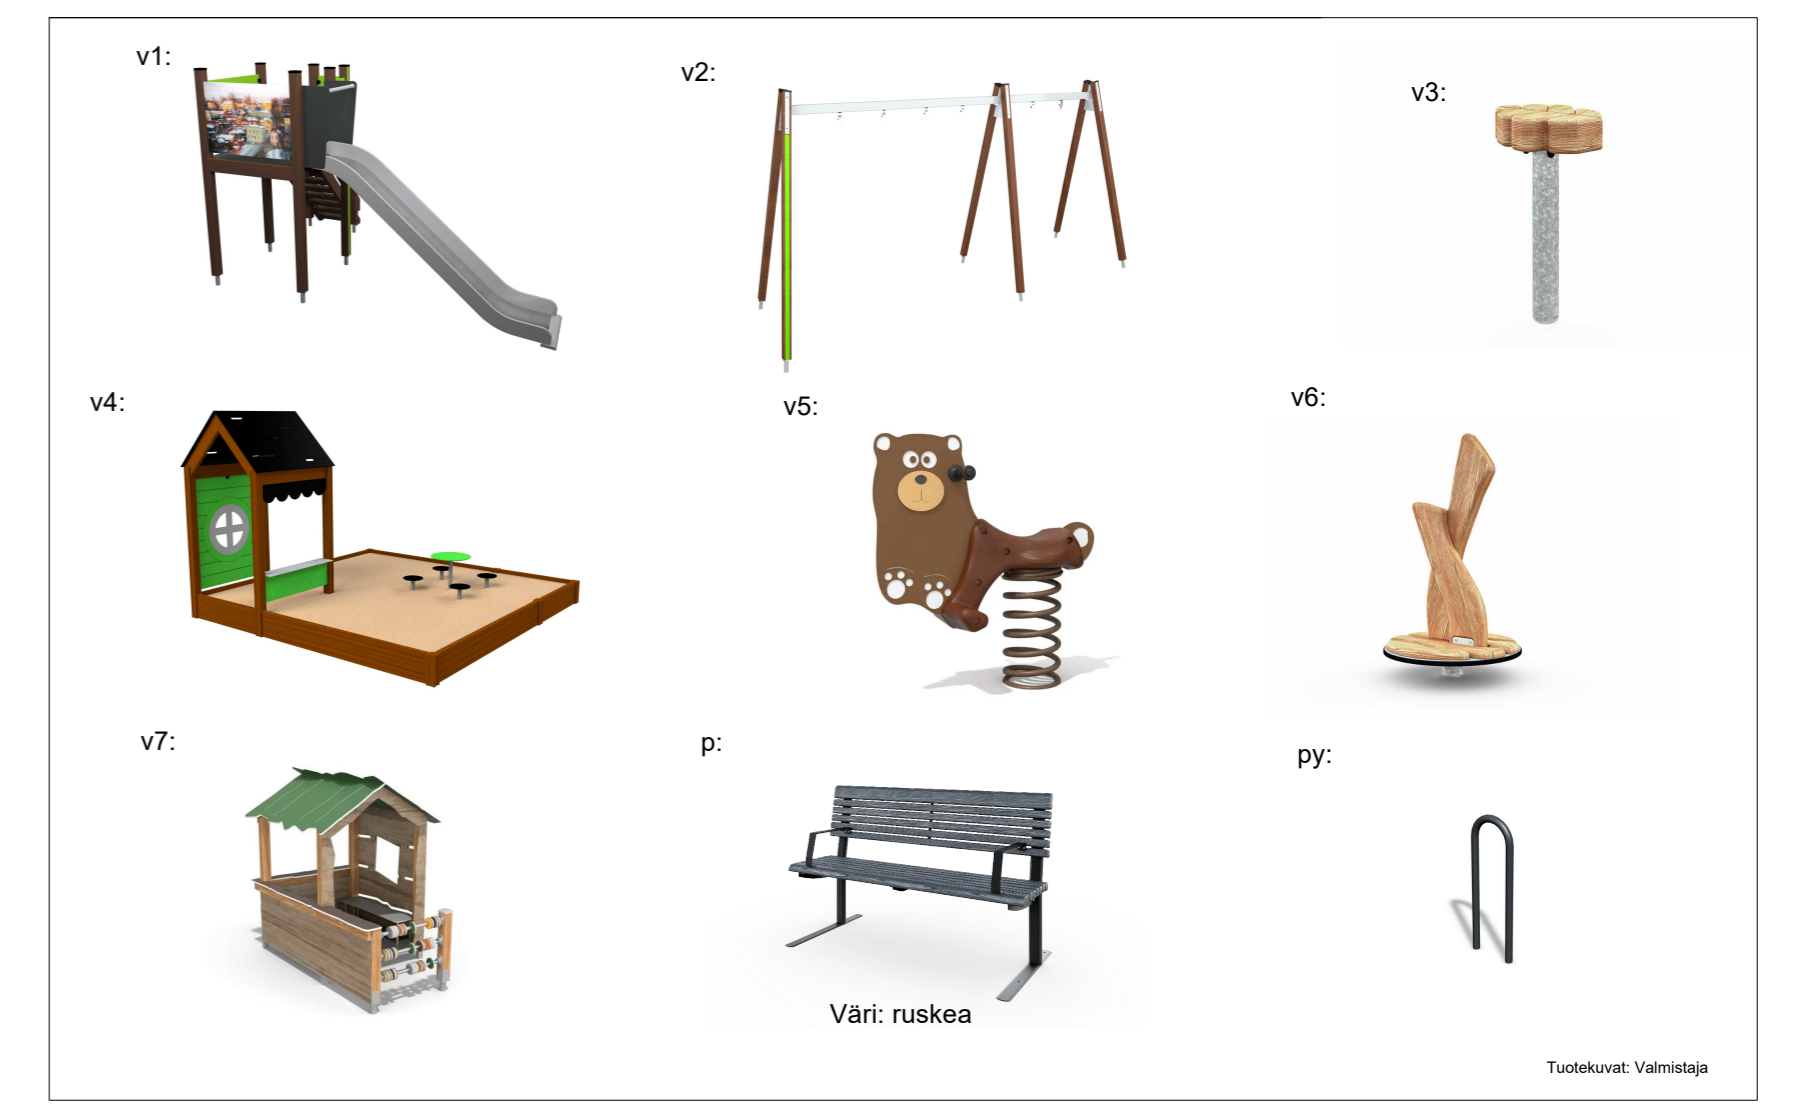 v1:
v2:
v3:
v4:
v5:
v6:
v7:
p:
py:
Väri: ruskea
Tuotekuvat: Valmistaja